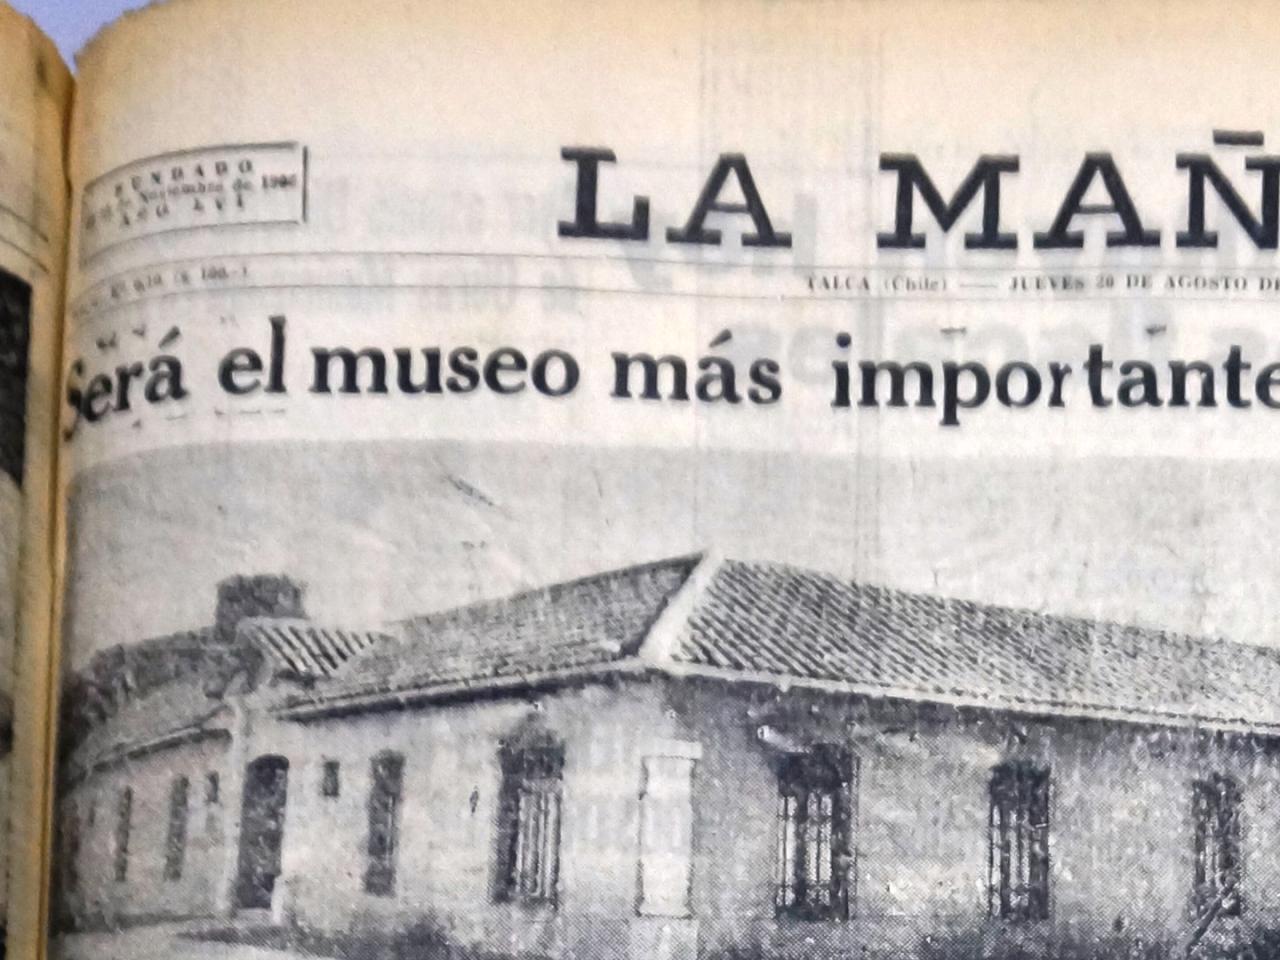 FUNDADO
Noviembre de 1906
AÑO LXI
LA MAÑ
TALCA (Chile) — JUEVES 20 DE AGOSTO DE
Será el museo más importante